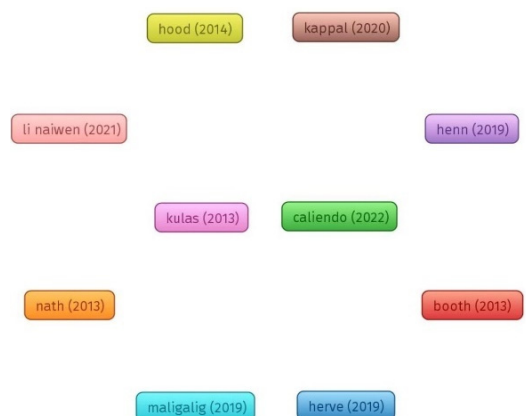 hood (2014)
kappal (2020)
li naiwen (2021)
henn (2019)
kulas (2013)
caliendo (2022)
nath (2013)
booth (2013)
maligalig (2019)
herve (2019)